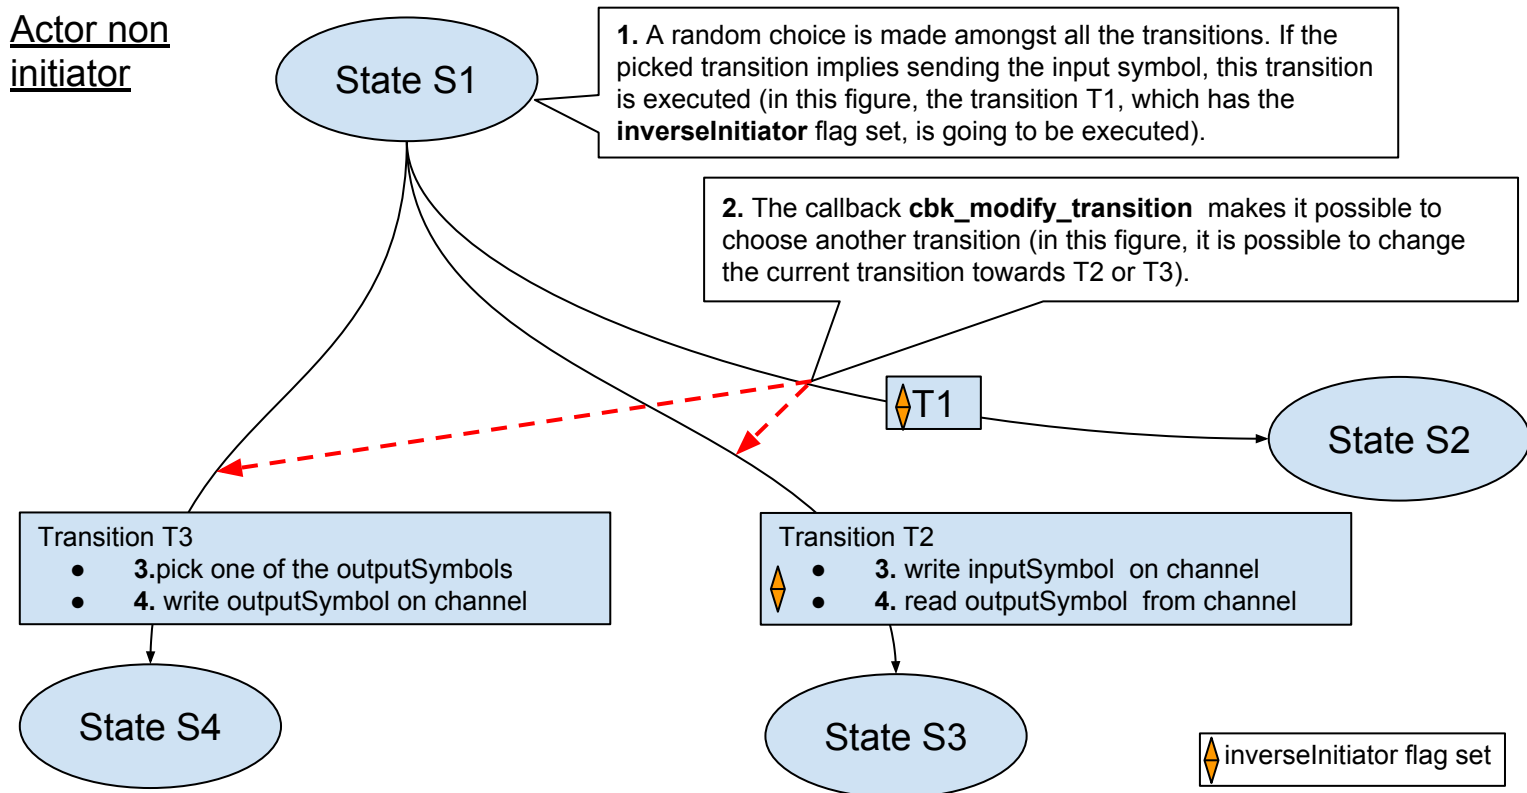 Actor non
initiator
State S1
1. A random choice is made amongst all the transitions. If the
picked transition implies sending the input symbol, this transition
is executed (in this figure, the transition T1, which has the
inverseInitiator flag set, is going to be executed).
2. The callback cbk_modify_transition makes it possible to
choose another transition (in this figure, it is possible to change
the current transition towards T2 or T3).
T1
State S2
Transition T3
● 3.pick one of the outputSymbols
● 4. write outputSymbol on channel
Transition T2
● 3. write inputSymbol on channel
● 4. read outputSymbol from channel
State S4
State S3
inverseInitiator flag set